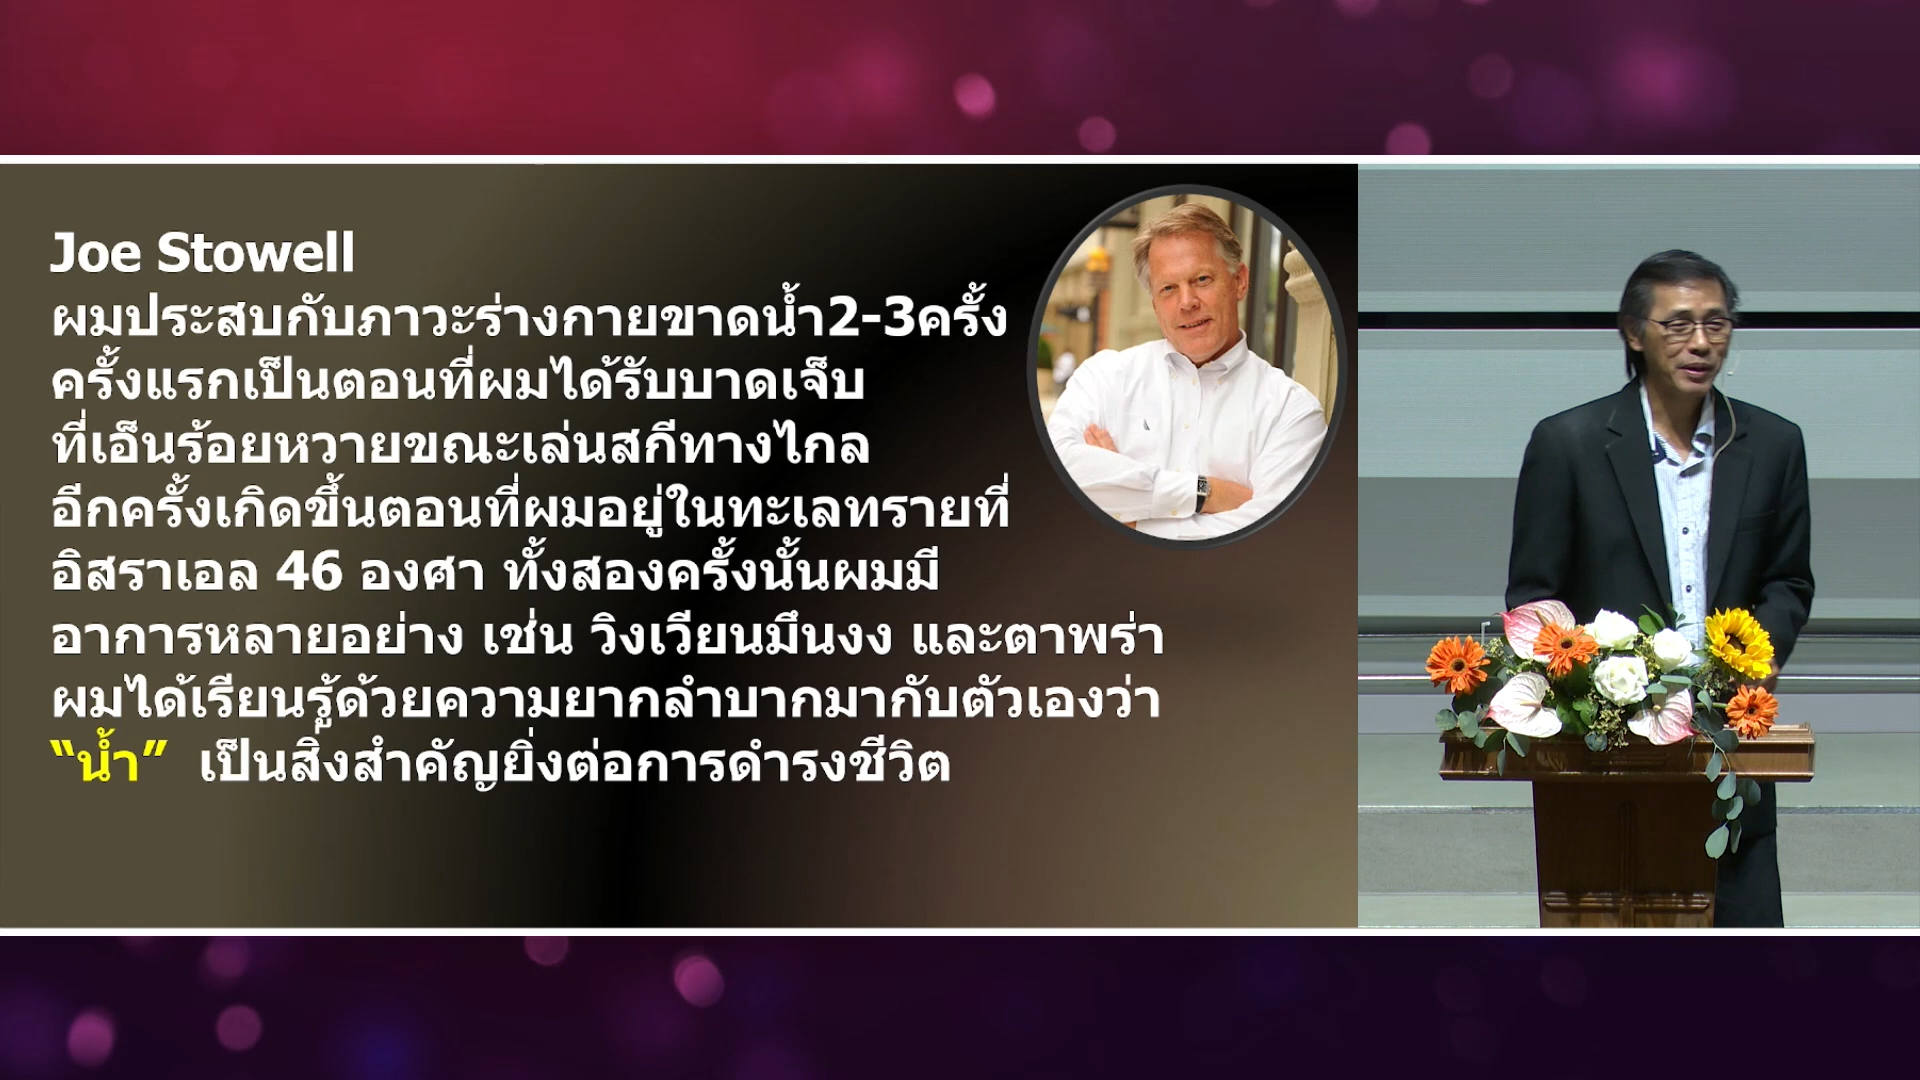 Joe Stowell
ผมประสบกับภาวะร่างกายขาดน้ำ2-3ครั้ง
ครั้งแรกเป็นตอนที่ผมได้รับบาดเจ็บ
ที่เอ็นร้อยหวายขณะเล่นสกีทางไกล
อีกครั้งเกิดขึ้นตอนที่ผมอยู่ในทะเลทรายที่
อิสราเอล 46 องศา ทั้งสองครั้งนั้นผมมี
อาการหลายอย่าง เช่น วิงเวียนมึนงง และตาพร่า
ผมได้เรียนรู้ด้วยความยากลำบากมากับตัวเองว่า
“น้ำ” เป็นสิ่งสำคัญยิ่งต่อการดำรงชีวิต